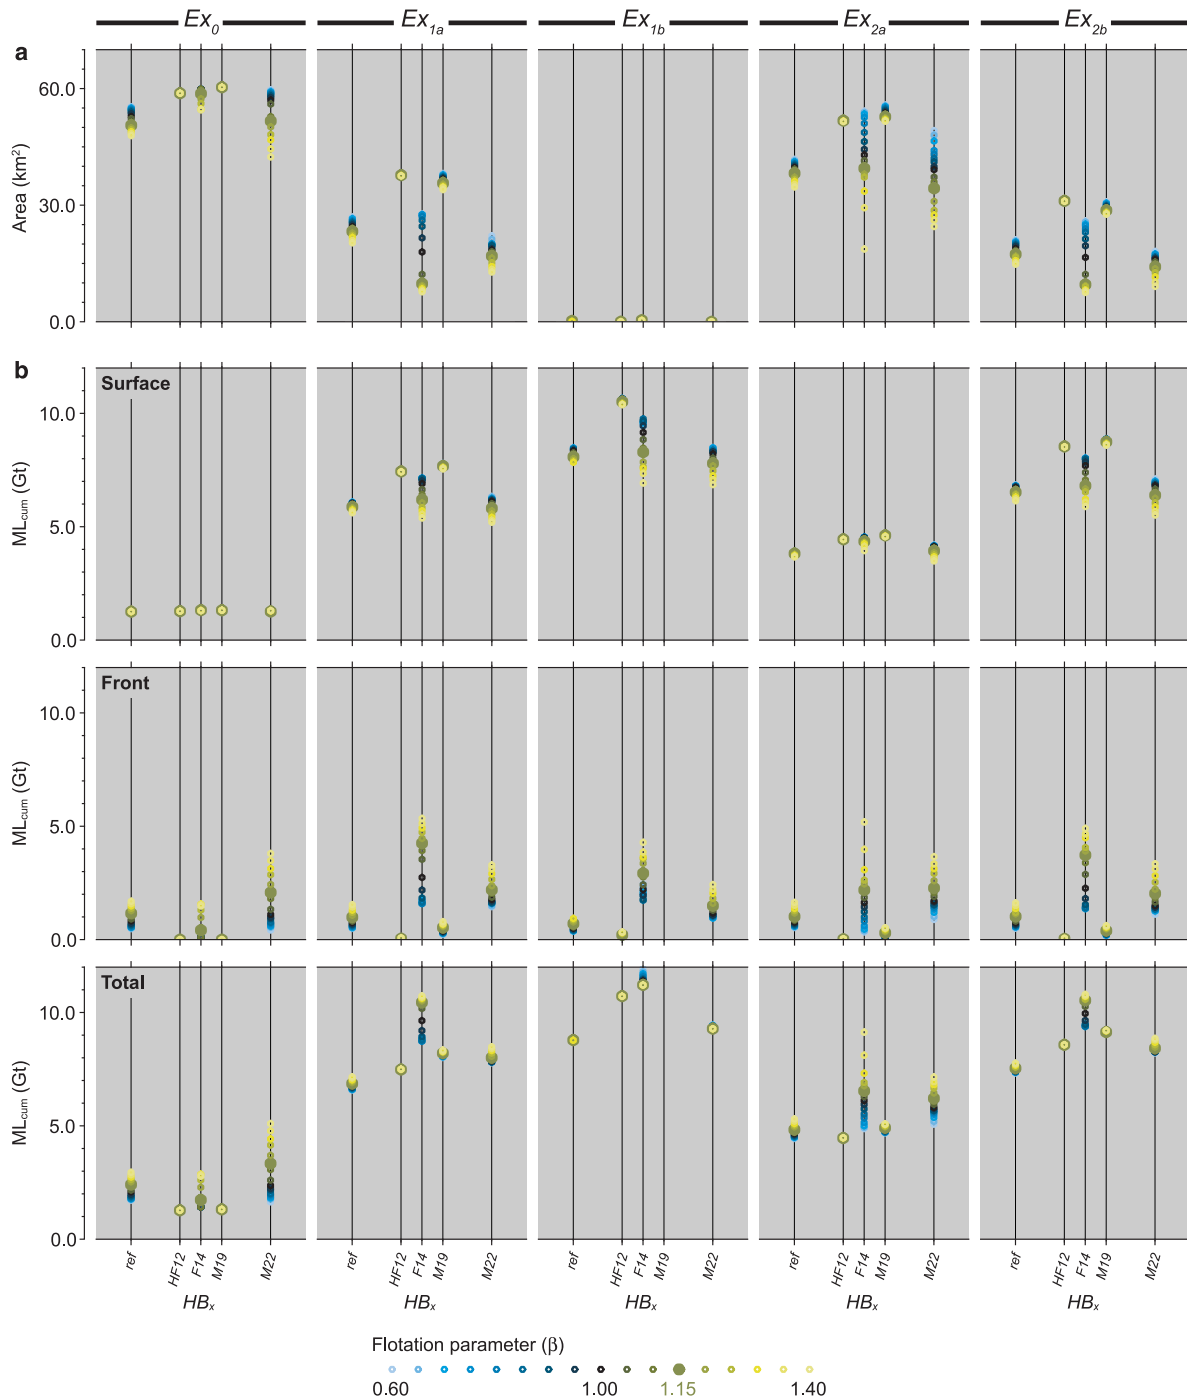 Ex0 Ex1a Ex1b Ex2a Ex2b
a
60.0
30.0
0.0
Area (km²)
b
Surface
10.0
5.0
0.0
MLcum (Gt)
Front
10.0
5.0
0.0
MLcum (Gt)
Total
10.0
5.0
0.0
MLcum (Gt)
ref HF12 F14 M19 M22 ref HF12 F14 M19 M22 ref HF12 F14 M19 M22 ref HF12 F14 M19 M22 ref HF12 F14 M19 M22
HBx HBx HBx HBx HBx
Flotation parameter (β)
0.60 1.00 1.15 1.40